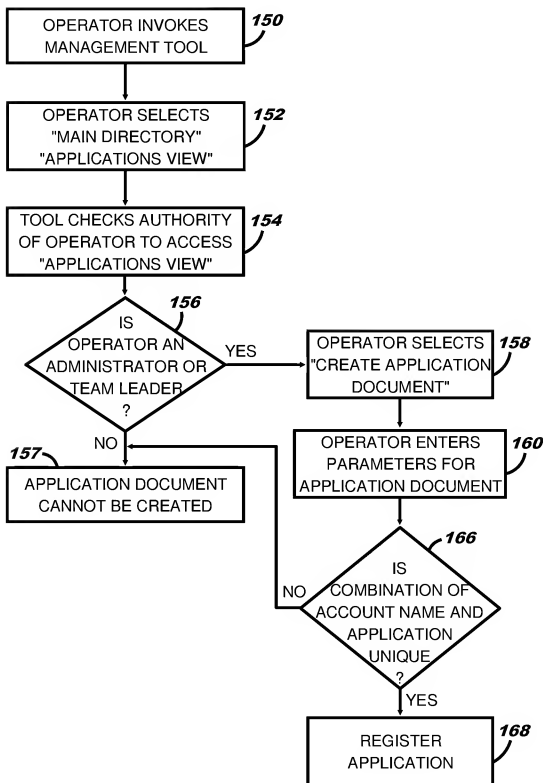 OPERATOR INVOKES
MANAGEMENT TOOL
150
OPERATOR SELECTS
"MAIN DIRECTORY"
"APPLICATIONS VIEW"
152
TOOL CHECKS AUTHORITY
OF OPERATOR TO ACCESS
"APPLICATIONS VIEW"
154
IS
OPERATOR AN
ADMINISTRATOR OR
TEAM LEADER
?
156
YES
NO
157
APPLICATION DOCUMENT
CANNOT BE CREATED
OPERATOR SELECTS
"CREATE APPLICATION
DOCUMENT"
158
OPERATOR ENTERS
PARAMETERS FOR
APPLICATION DOCUMENT
160
IS
COMBINATION OF
ACCOUNT NAME AND
APPLICATION
UNIQUE
?
166
NO
YES
REGISTER
APPLICATION
168